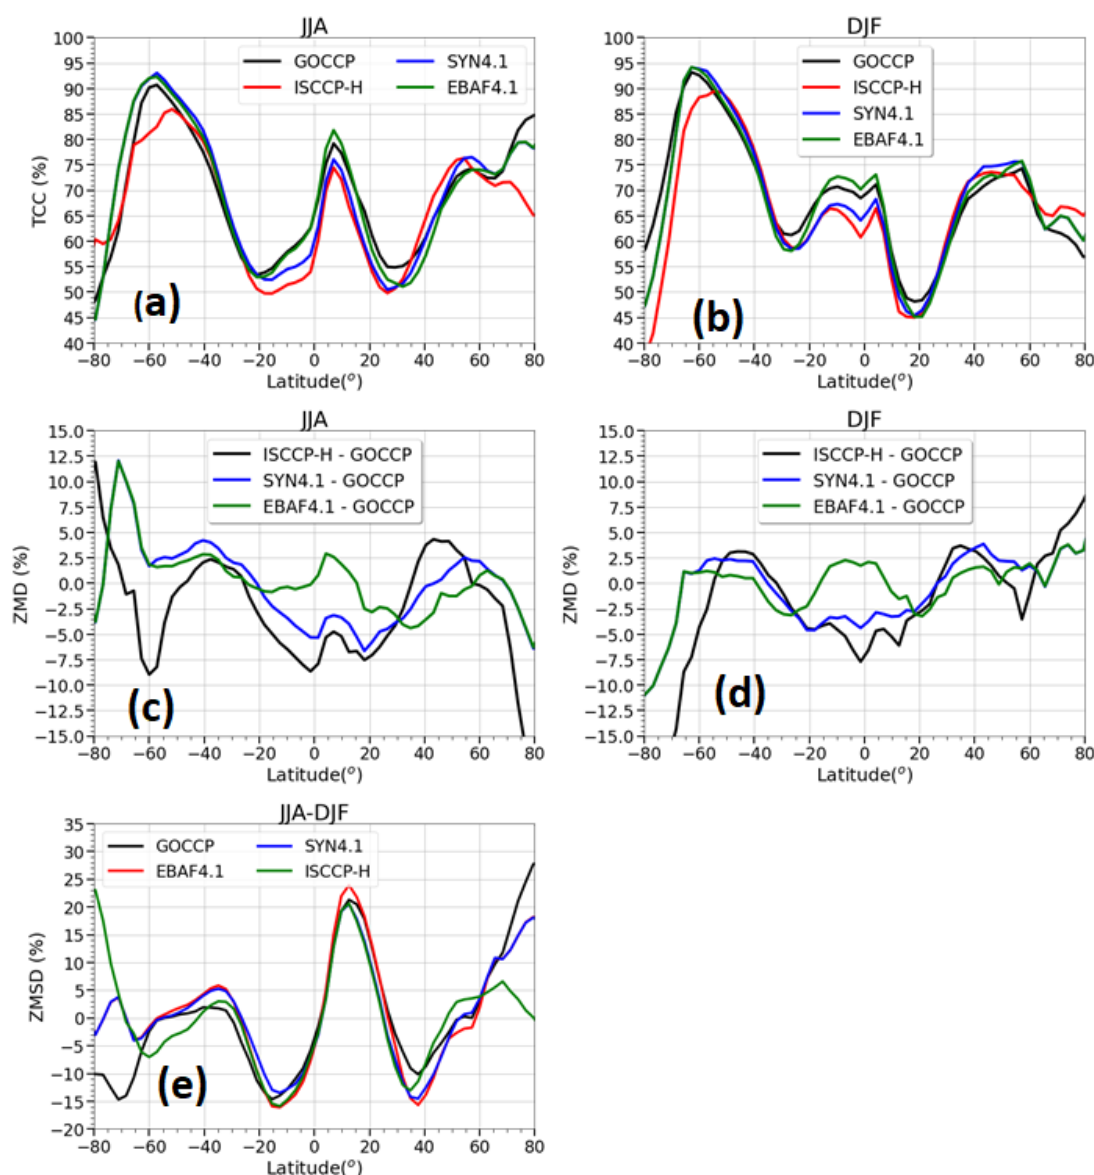 JJA
TCC (%)
100
95
90
85
80
75
70
65
60
55
50
45
40
GOCCP
ISCCP-H
SYN4.1
EBAF4.1
(a)
−80 −60 −40 −20 0 20 40 60 80
Latitude(°)
DJF
100
95
90
85
80
75
70
65
60
55
50
45
40
GOCCP
ISCCP-H
SYN4.1
EBAF4.1
(b)
−80 −60 −40 −20 0 20 40 60 80
Latitude(°)
JJA
ZMD (%)
15.0
12.5
10.0
7.5
5.0
2.5
0.0
−2.5
−5.0
−7.5
−10.0
−12.5
−15.0
ISCCP-H - GOCCP
SYN4.1 - GOCCP
EBAF4.1 - GOCCP
(c)
−80 −60 −40 −20 0 20 40 60 80
Latitude(°)
DJF
ZMD (%)
15.0
12.5
10.0
7.5
5.0
2.5
0.0
−2.5
−5.0
−7.5
−10.0
−12.5
−15.0
ISCCP-H - GOCCP
SYN4.1 - GOCCP
EBAF4.1 - GOCCP
(d)
−80 −60 −40 −20 0 20 40 60 80
Latitude(°)
JJA-DJF
ZMSD (%)
35
30
25
20
15
10
5
0
−5
−10
−15
−20
GOCCP
EBAF4.1
SYN4.1
ISCCP-H
(e)
−80 −60 −40 −20 0 20 40 60 80
Latitude(°)